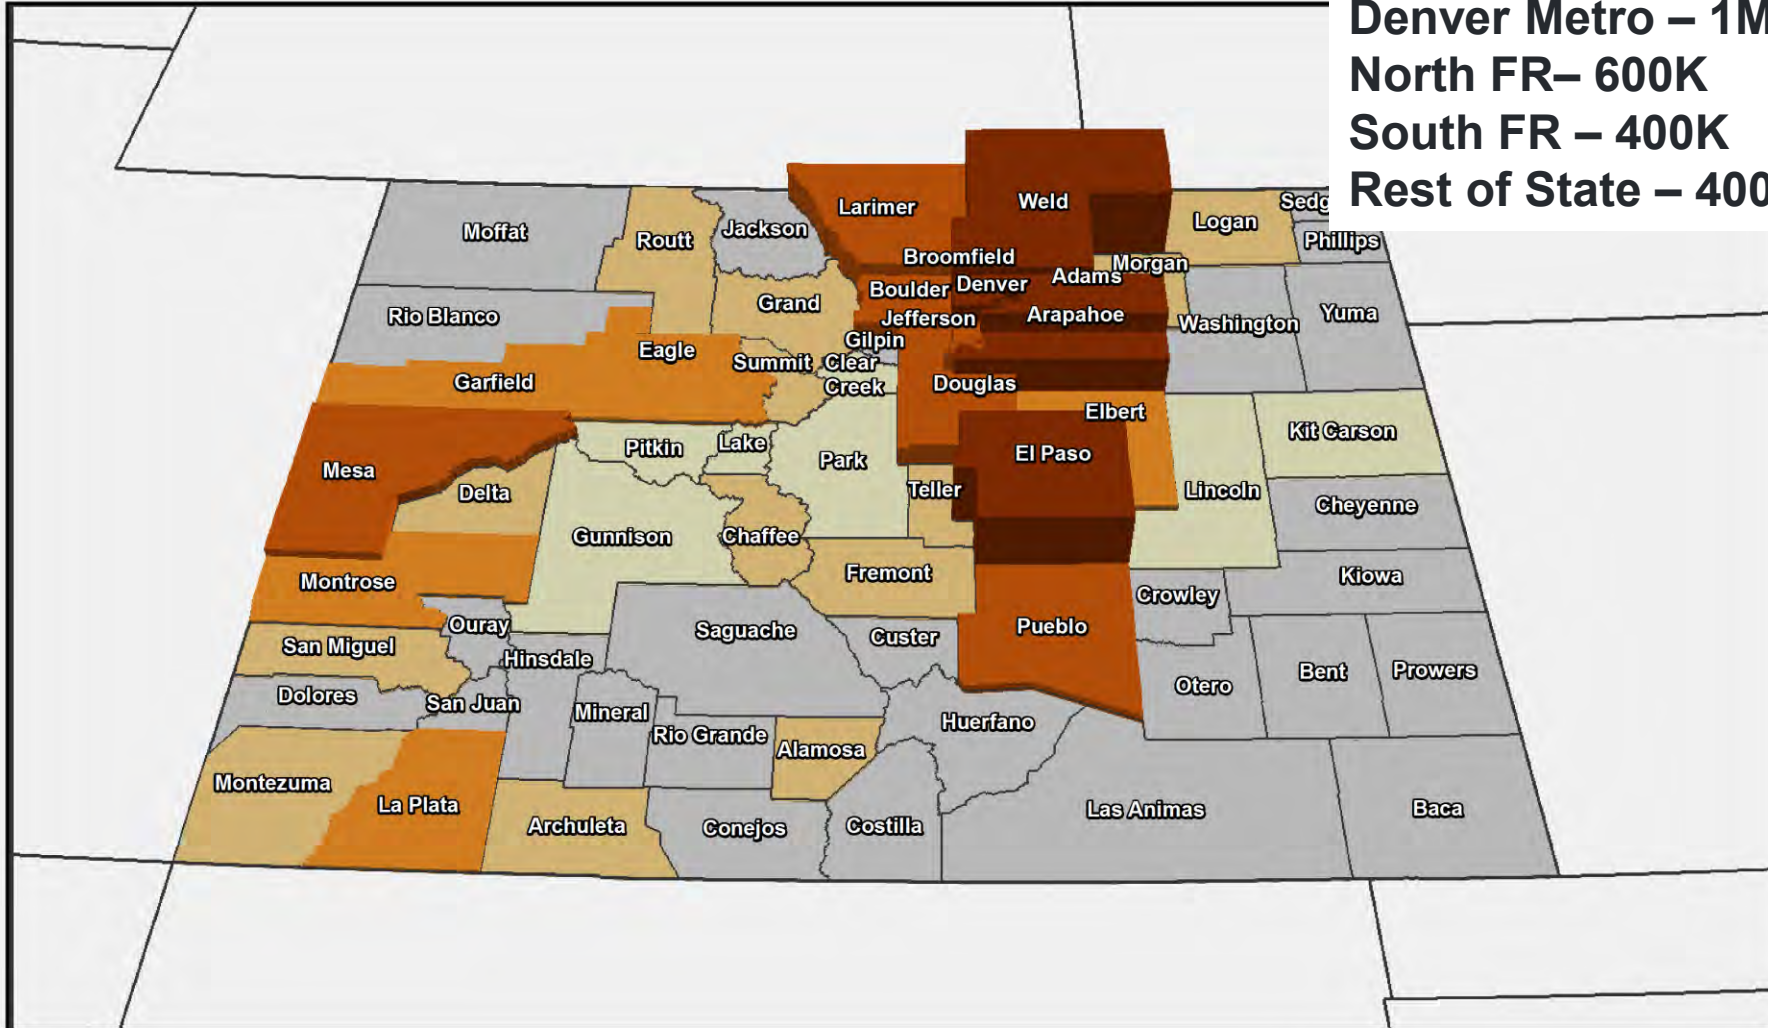 Denver Metro – 1M
North FR– 600K
South FR – 400K
Rest of State – 400
Moffat
Routt
Jackson
Larimer
Weld
Logan
Phillips
Rio Blanco
Grand
Broomfield
Boulder
Denver
Adams
Morgan
Jefferson
Arapahoe
Washington
Yuma
Gilpin
Eagle
Summit
Clear
Creek
Garfield
Douglas
Elbert
Kit Carson
Mesa
Pitkin
Lake
Park
El Paso
Delta
Teller
Lincoln
Cheyenne
Gunnison
Chaffee
Montrose
Fremont
Kiowa
Crowley
Ouray
Saguache
Custer
Pueblo
San Miguel
Hinsdale
Otero
Bent
Prowers
Dolores
San Juan
Mineral
Rio Grande
Alamosa
Huerfano
Montezuma
La Plata
Archuleta
Conejos
Costilla
Las Animas
Baca